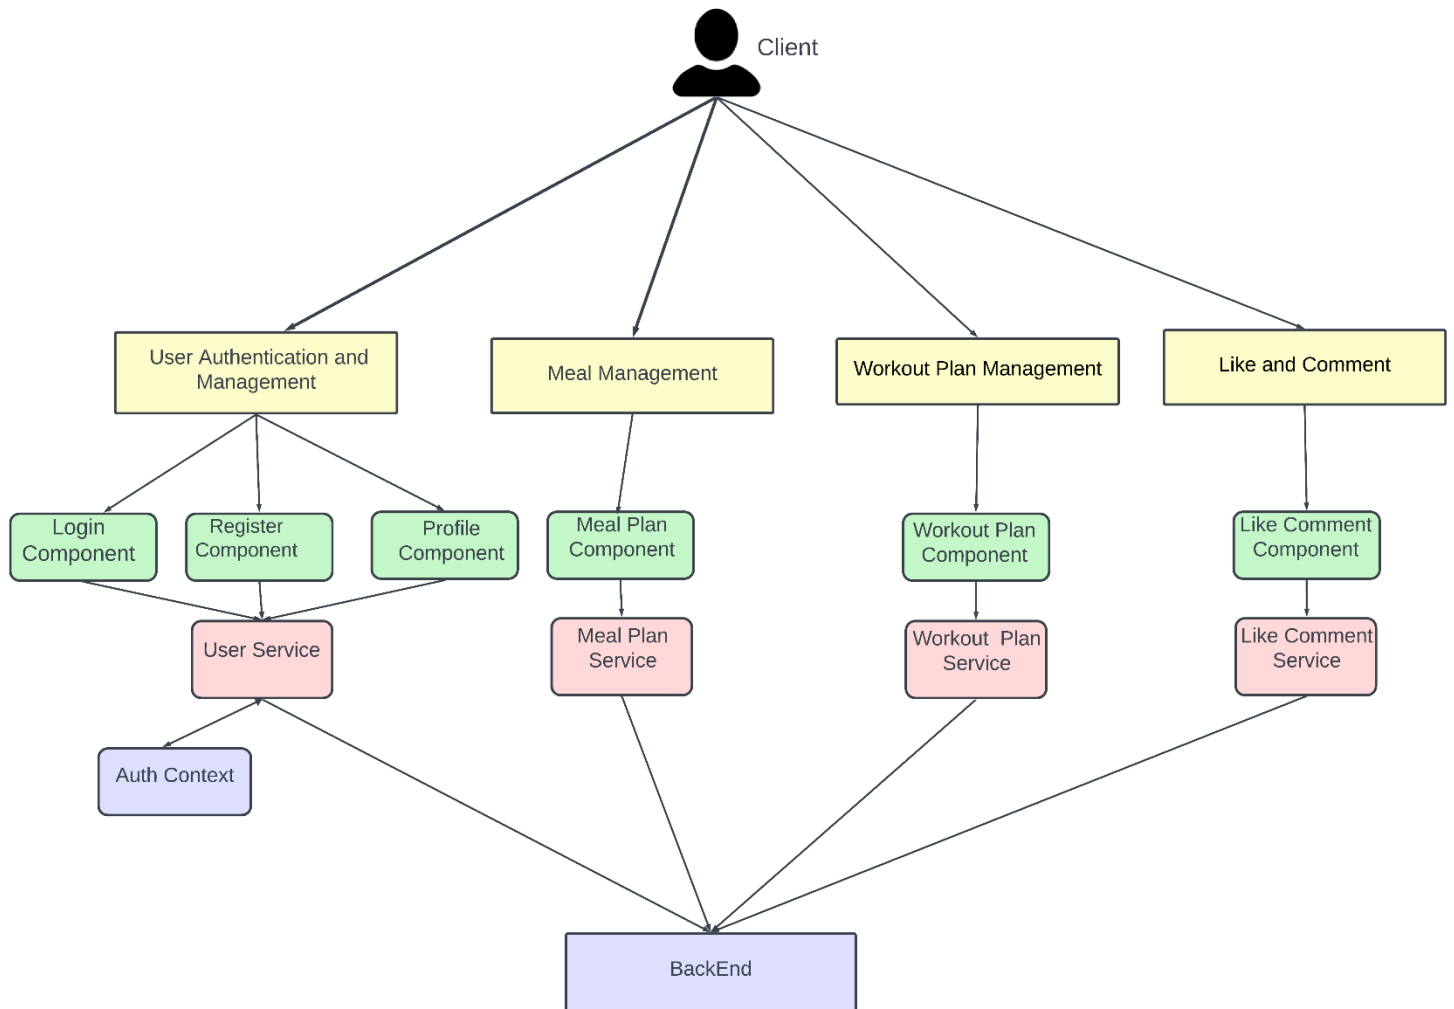 Client
User Authentication and
Management
Meal Management
Workout Plan Management
Like and Comment
Login
Component
Register
Component
Profile
Component
Meal Plan
Component
Workout Plan
Component
Like Comment
Component
User Service
Meal Plan
Service
Workout Plan
Service
Like Comment
Service
Auth Context
BackEnd